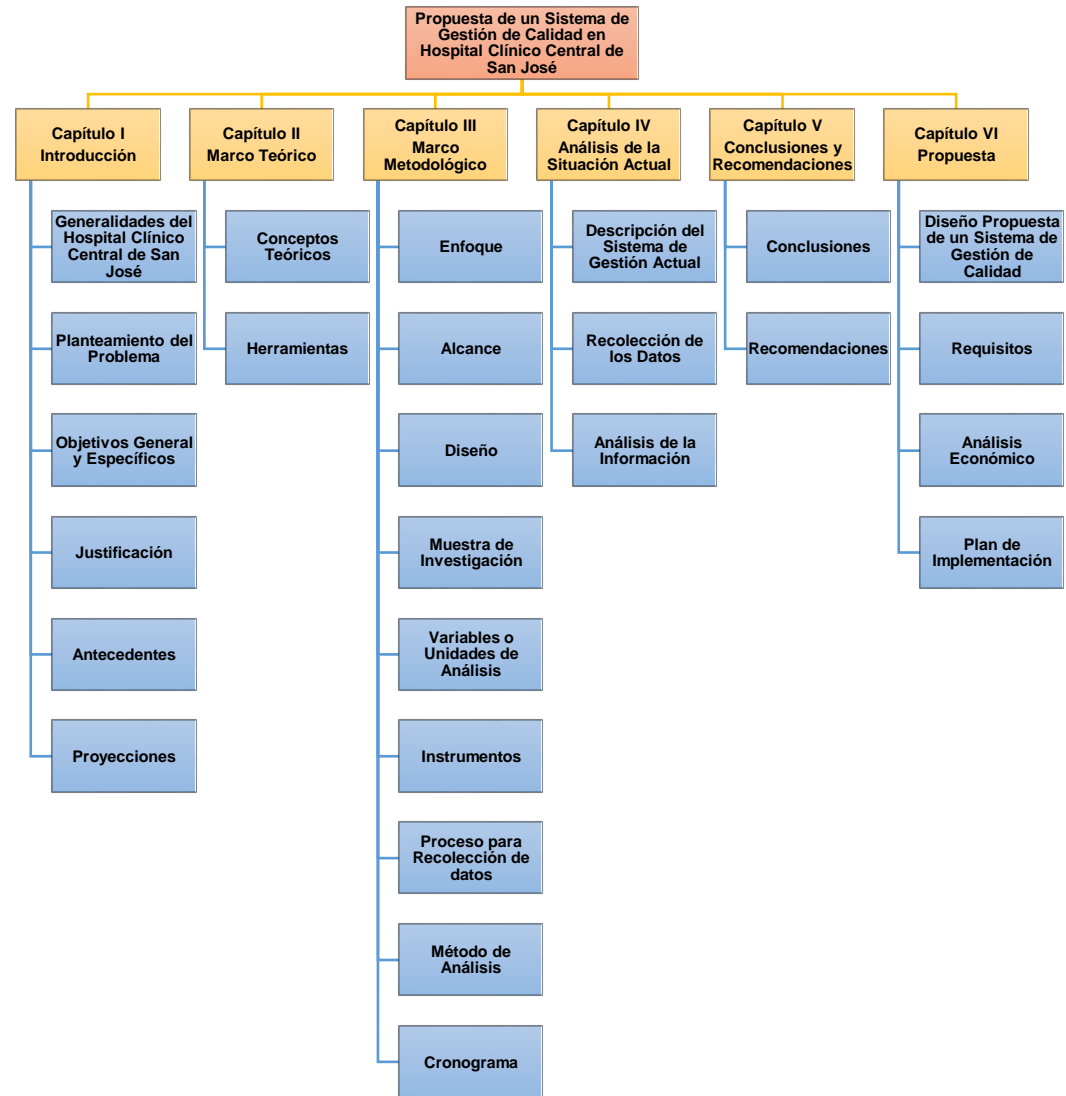 Propuesta de un Sistema de
Gestión de Calidad en
Hospital Clínico Central de
San José
Capítulo I
Introducción
Capítulo II
Marco Teórico
Capítulo III
Marco
Metodológico
Capítulo IV
Análisis de la
Situación Actual
Capítulo V
Conclusiones y
Recomendaciones
Capítulo VI
Propuesta
Generalidades del
Hospital Clínico
Central de San
José
Planteamiento del
Problema
Objetivos General
y Específicos
Justificación
Antecedentes
Proyecciones
Conceptos
Teóricos
Herramientas
Enfoque
Alcance
Diseño
Muestra de
Investigación
Variables o
Unidades de
Análisis
Instrumentos
Proceso para
Recolección de
datos
Método de
Análisis
Cronograma
Descripción del
Sistema de
Gestión Actual
Recolección de
los Datos
Análisis de la
Información
Conclusiones
Recomendaciones
Diseño Propuesta
de un Sistema de
Gestión de
Calidad
Requisitos
Análisis
Económico
Plan de
Implementación